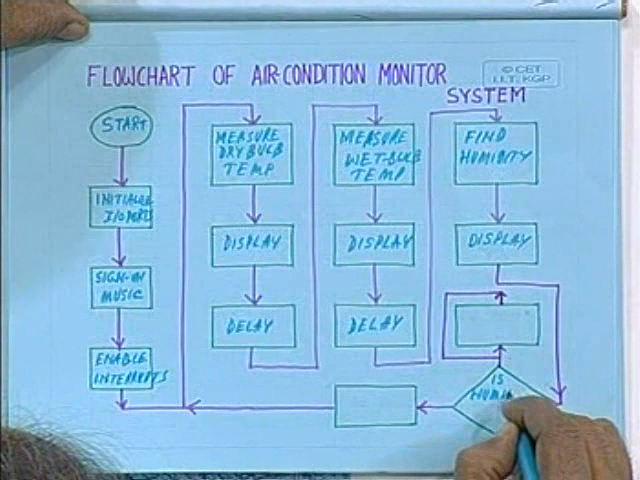 FLOWCHART OF AIR-CONDITION MONITOR
SYSTEM
© CET
I.I.T. KGP
START
INITIALIZE
I/O PORTS
SIGN-ON
MUSIC
ENABLE
INTERRUPTS
MEASURE
DRY BULB
TEMP
DISPLAY
DELAY
MEASURE
WET-BULB
TEMP
DISPLAY
DELAY
FIND
HUMIDITY
DISPLAY
IS
HUMI